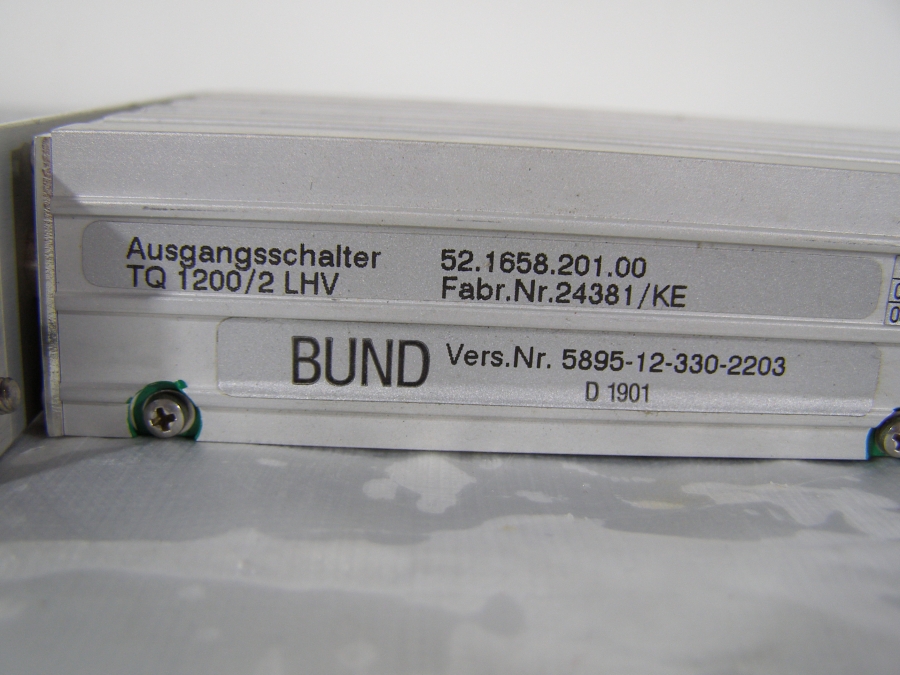 Ausgangsschalter 52.1658.201.00
TQ 1200/2 LHV Fabr.Nr.24381/KE
BUND Vers.Nr. 5895-12-330-2203
D 1901